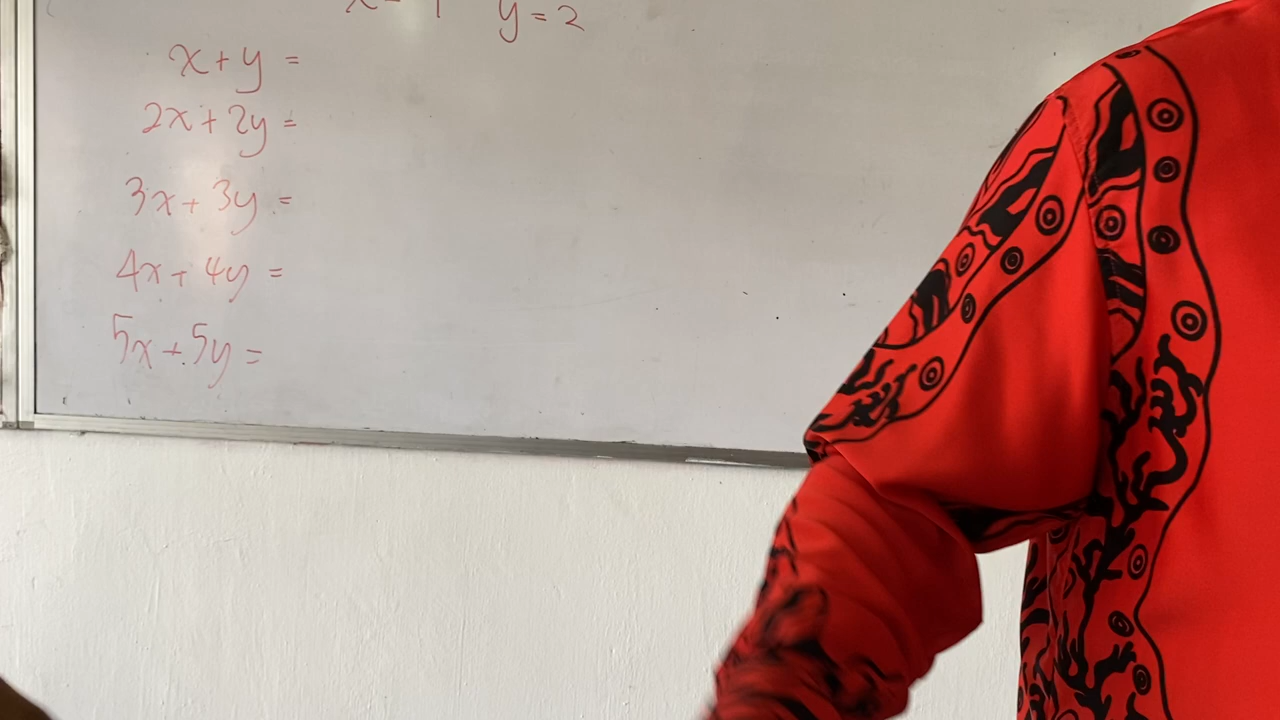 x = 1 y = 2
x + y =
2x + 2y =
3x + 3y =
4x + 4y =
5x + 5y =